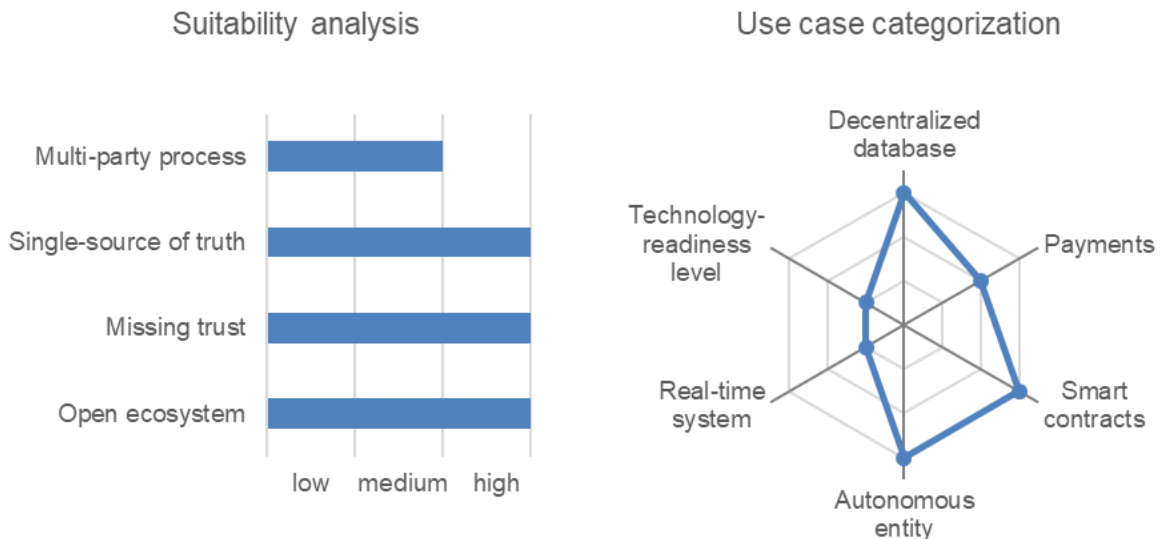 Suitability analysis
Multi-party process
Single-source of truth
Missing trust
Open ecosystem
low medium high
Use case categorization
Decentralized
database
Payments
Smart
contracts
Autonomous
entity
Real-time
system
Technology-
readiness
level